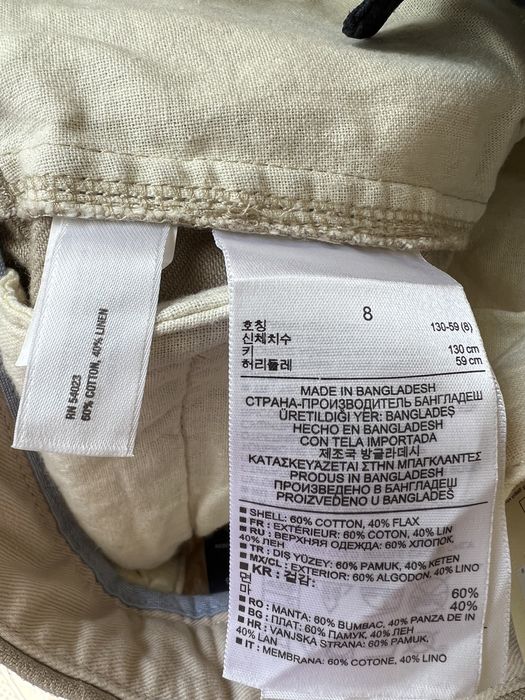 RN 54023
60% COTTON, 40% LINEN
8
호칭 130-59 (8)
신체치수
키 130 cm
허리둘레 59 cm
MADE IN BANGLADESH
СТРАНА-ПРОИЗВОДИТЕЛЬ БАНГЛАДЕШ
ÜRETILDIĞI YER: BANGLADEŞ
HECHO EN BANGLADESH
CON TELA IMPORTADA
제조국 방글라데시
ΚΑΤΑΣΚΕΥΑΖΕΤΑΙ ΣΤΗΝ ΜΠΑΓΚΛΑΝΤΕΣ
PRODUS IN BANGLADESH
ПРОИЗВЕДЕНО В БАНГЛАДЕШ
PROIZVEDENO U BANGLADEŠ
■ SHELL: 60% COTTON, 40% FLAX
■ FR : EXTÉRIEUR: 60% COTON, 40% LIN
■ RU : ВЕРХНЯЯ ОДЕЖДА: 60% ХЛОПОК,
40% ЛЕН
■ TR : DIŞ YÜZEY: 60% PAMUK, 40% KETEN
■ MX/CL: EXTERIOR: 60% ALGODON, 40% LINO
■ KR : 겉감:
면 60%
마 40%
■ RO : MANTA: 60% BUMBAC, 40% PANZA DE IN
■ BG : ПЛАТ: 60% ПАМУК, 40% ЛЕН
■ HR : VANJSKA STRANA: 60% PAMUK,
40% LAN
■ IT : MEMBRANA: 60% COTONE, 40% LINO